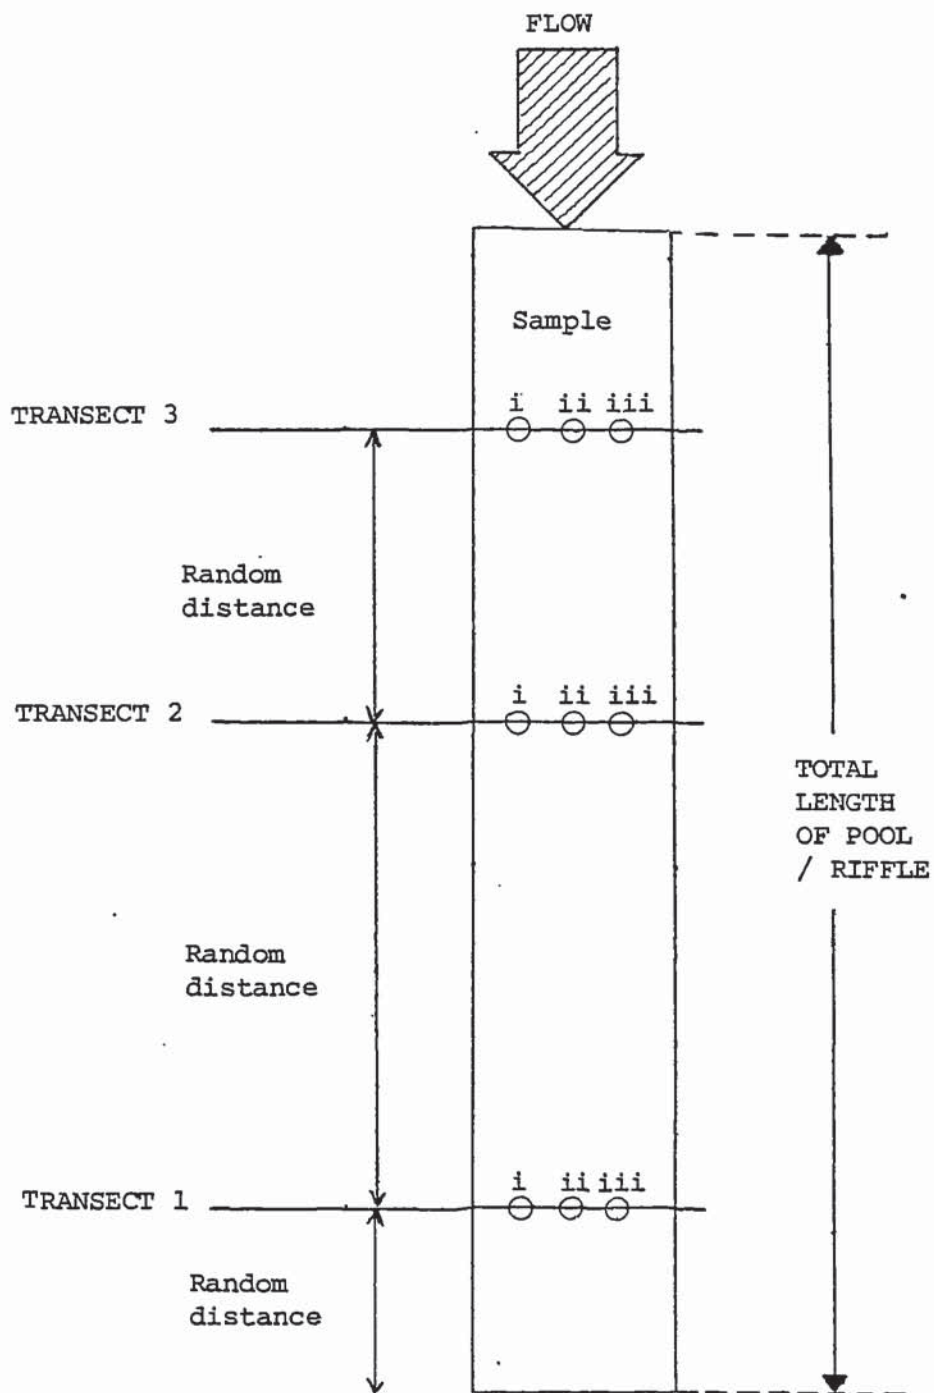 FLOW
Sample
i ii iii
TRANSECT 3
Random
distance
i ii iii
TRANSECT 2
TOTAL
LENGTH
OF POOL
/ RIFFLE
Random
distance
i ii iii
TRANSECT 1
Random
distance